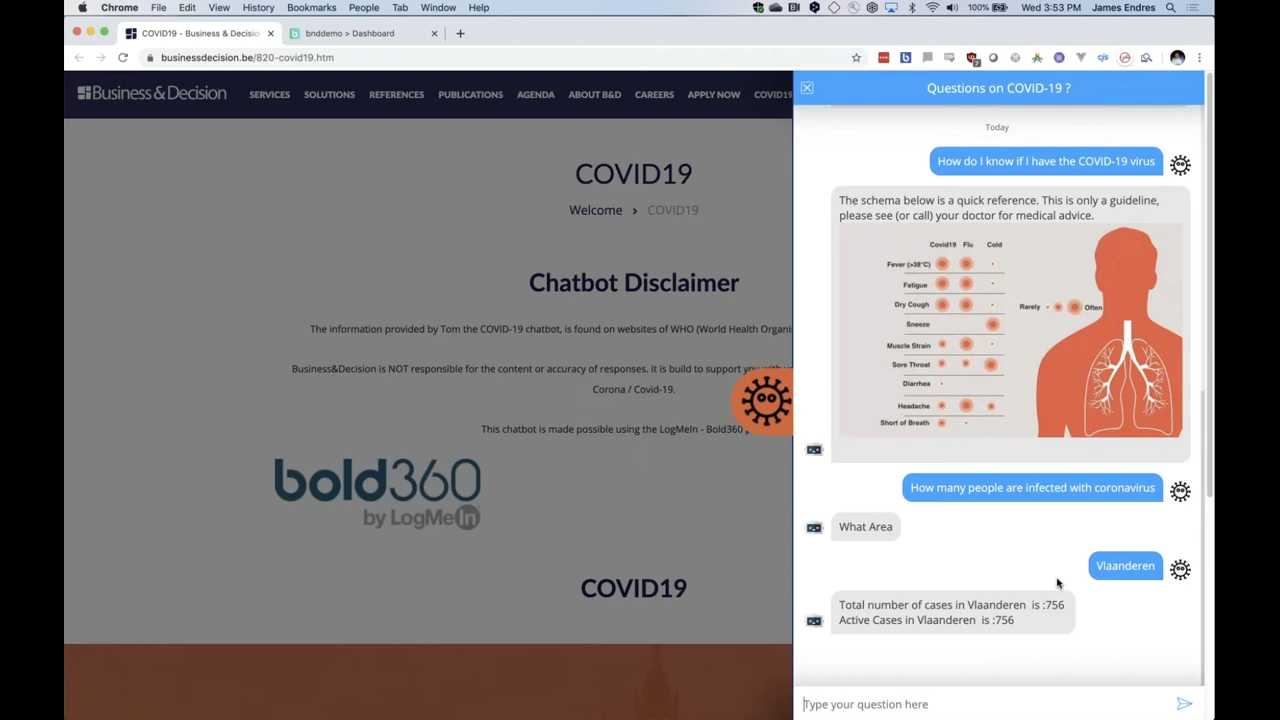 Chrome File Edit View History Bookmarks People Tab Window Help 100% Wed 3:53 PM James Endres
COVID19 - Business & Decisio
bnddemo > Dashboard
businessdecision.be/820-covid19.htm
Business&Decision SERVICES SOLUTIONS REFERENCES PUBLICATIONS AGENDA ABOUT B&D CAREERS APPLY NOW COVID19
COVID19
Welcome › COVID19
Chatbot Disclaimer
The information provided by Tom the COVID-19 chatbot, is found on websites of WHO (World Health Organis
Business&Decision is NOT responsible for the content or accuracy of responses. It is build to support you with
Corona / Covid-19.
This chatbot is made possible using the LogMeIn - Bold360
bold360
by LogMeIn
COVID19
Questions on COVID-19 ?
Today
How do I know if I have the COVID-19 virus
The schema below is a quick reference. This is only a guideline,
please see (or call) your doctor for medical advice.
Covid19 Flu Cold
Fever (>38°C)
Fatigue
Dry Cough
Rarely Often
Sneeze
Muscle Strain
Sore Throat
Diarrhea
Headache
Short of Breath
How many people are infected with coronavirus
What Area
Vlaanderen
Total number of cases in Vlaanderen is :756
Active Cases in Vlaanderen is :756
Type your question here